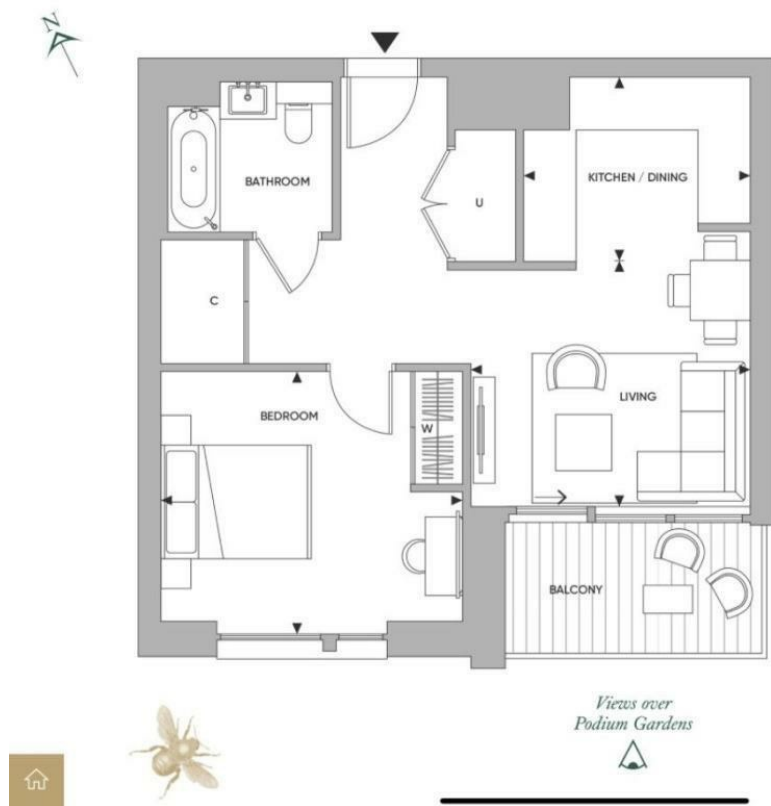 N
BATHROOM
KITCHEN / DINING
U
C
BEDROOM
W
LIVING
BALCONY
Views over
Podium Gardens